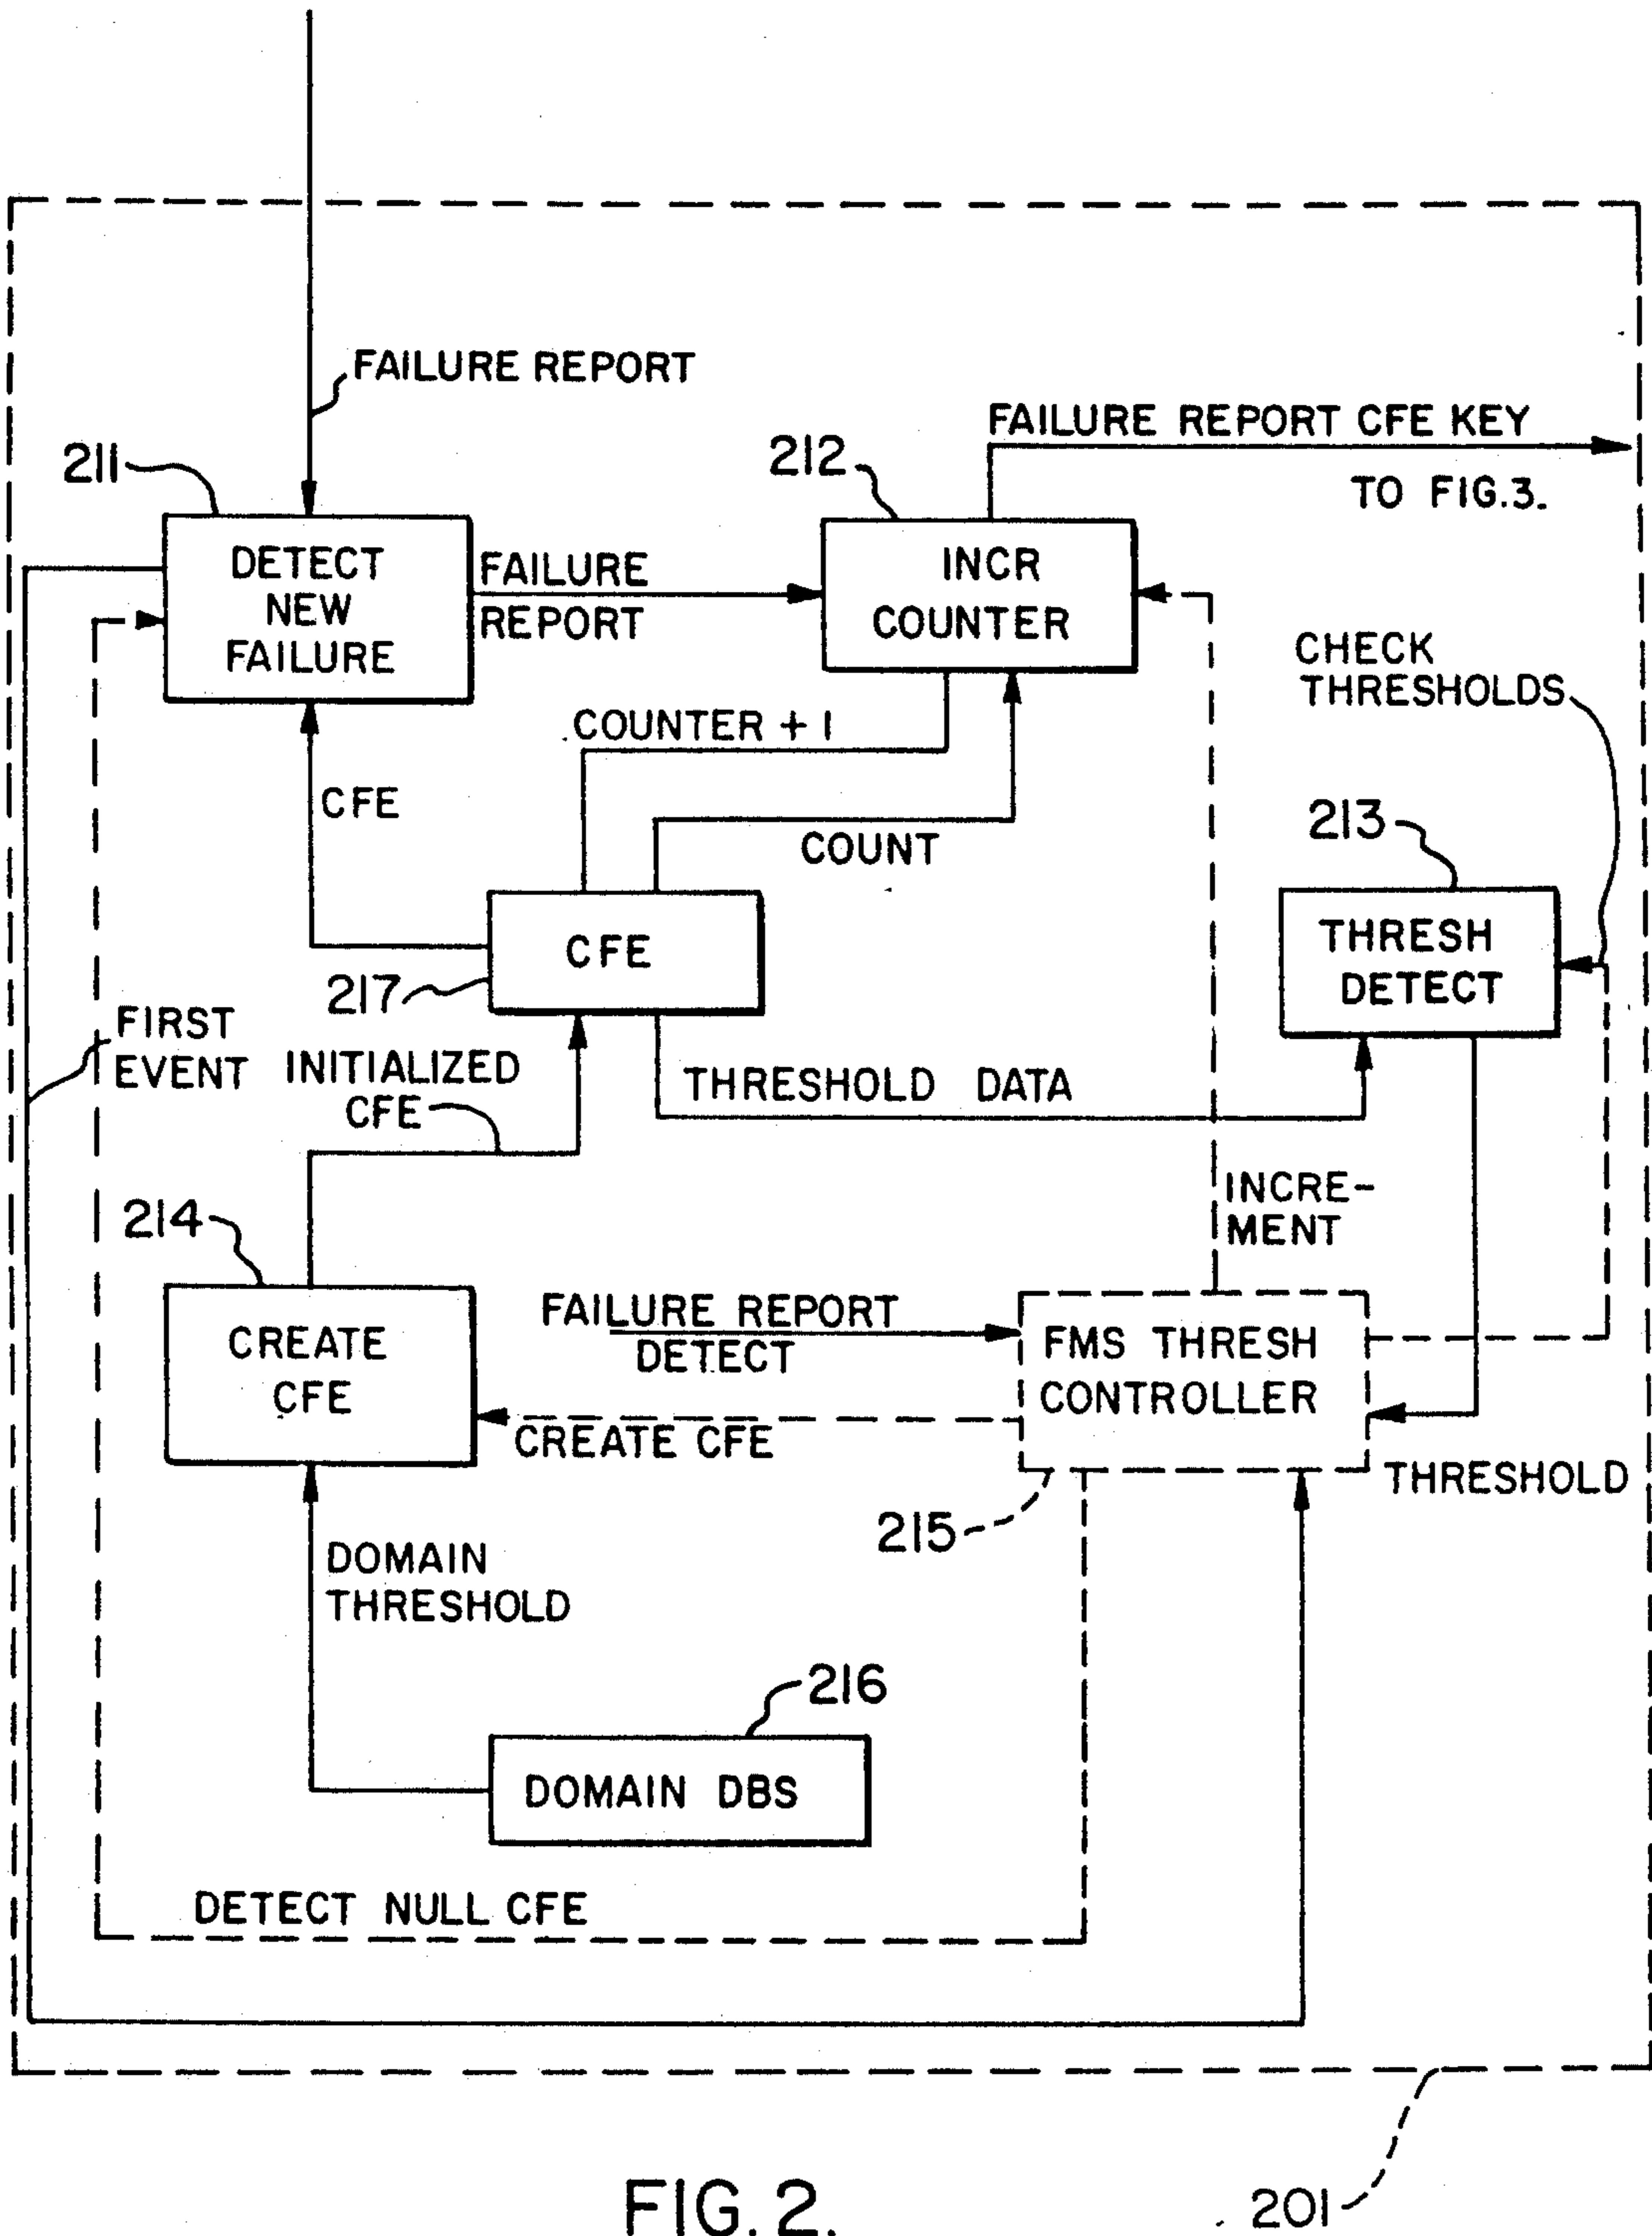 FAILURE REPORT
FAILURE REPORT CFE KEY
TO FIG.3.
211
212
DETECT
NEW
FAILURE
FAILURE
REPORT
INCR
COUNTER
CHECK
THRESHOLDS
COUNTER + 1
CFE
COUNT
213
CFE
217
THRESH
DETECT
FIRST
EVENT
INITIALIZED
CFE
THRESHOLD DATA
INCRE-
MENT
214
CREATE
CFE
FAILURE REPORT
DETECT
FMS THRESH
CONTROLLER
CREATE CFE
THRESHOLD
215
DOMAIN
THRESHOLD
216
DOMAIN DBS
DETECT NULL CFE
FIG. 2.
201